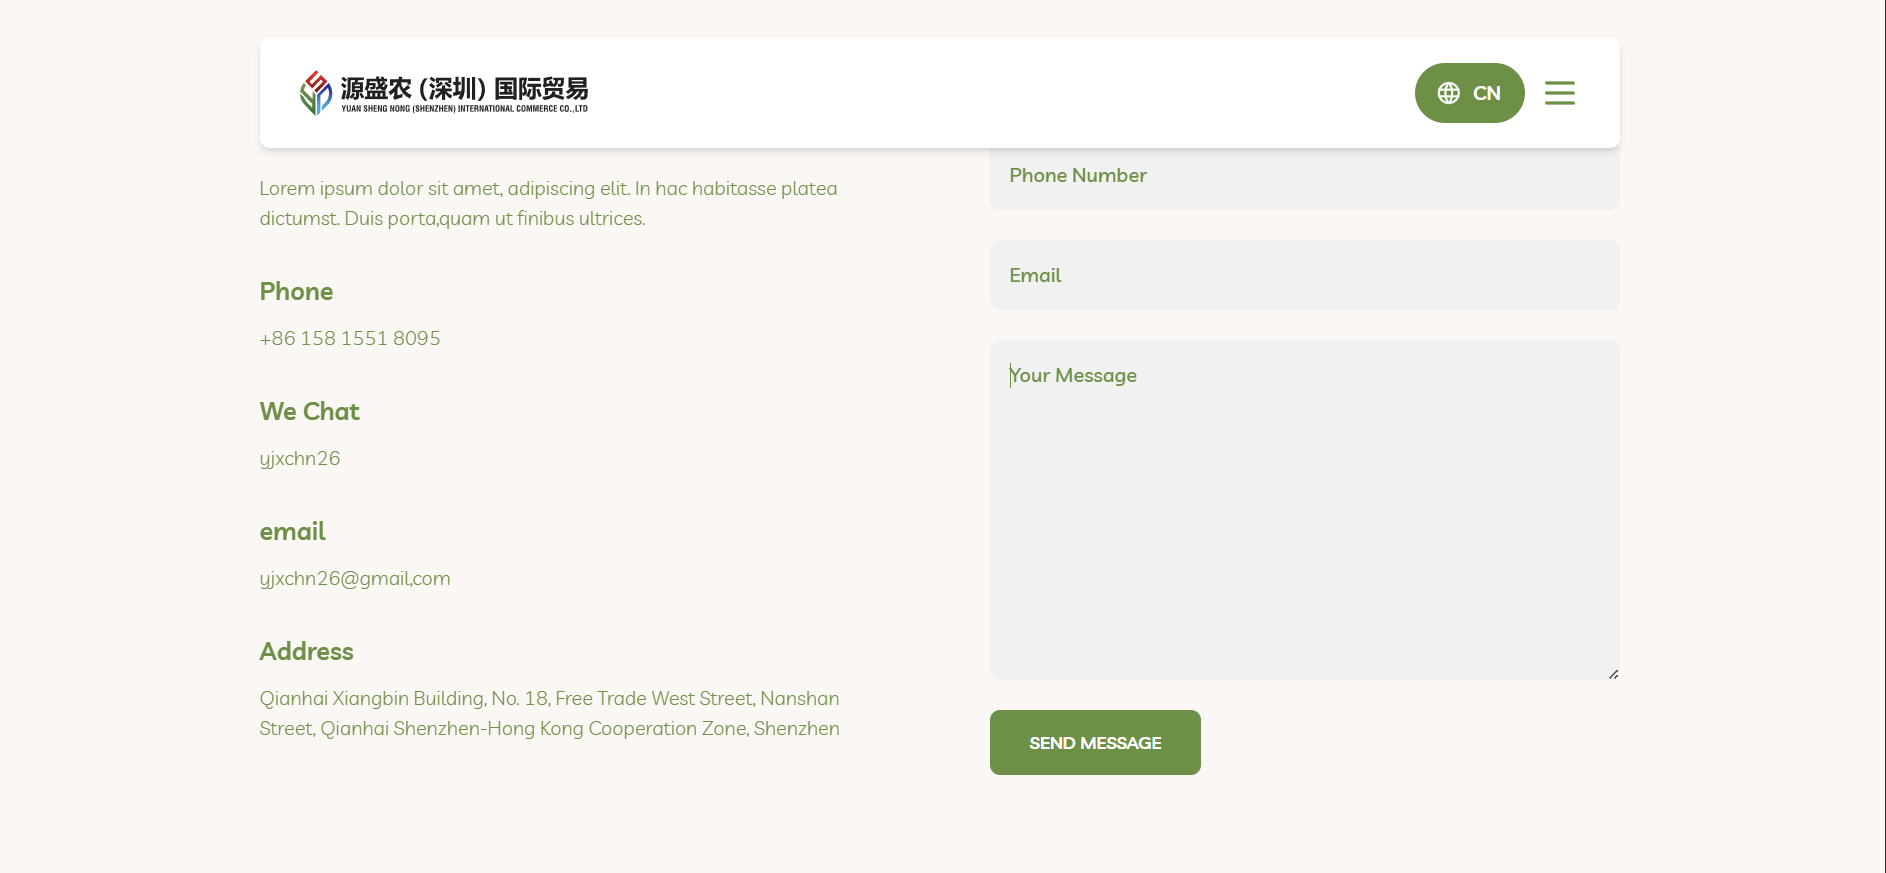 源盛农 (深圳) 国际贸易
YUAN SHENG NONG (SHENZHEN) INTERNATIONAL COMMERCE CO.,LTD
CN
Lorem ipsum dolor sit amet, adipiscing elit. In hac habitasse platea
dictumst. Duis porta,quam ut finibus ultrices.
Phone
+86 158 1551 8095
We Chat
yjxchn26
email
yjxchn26@gmail,com
Address
Qianhai Xiangbin Building, No. 18, Free Trade West Street, Nanshan
Street, Qianhai Shenzhen-Hong Kong Cooperation Zone, Shenzhen
Phone Number
Email
Your Message
SEND MESSAGE